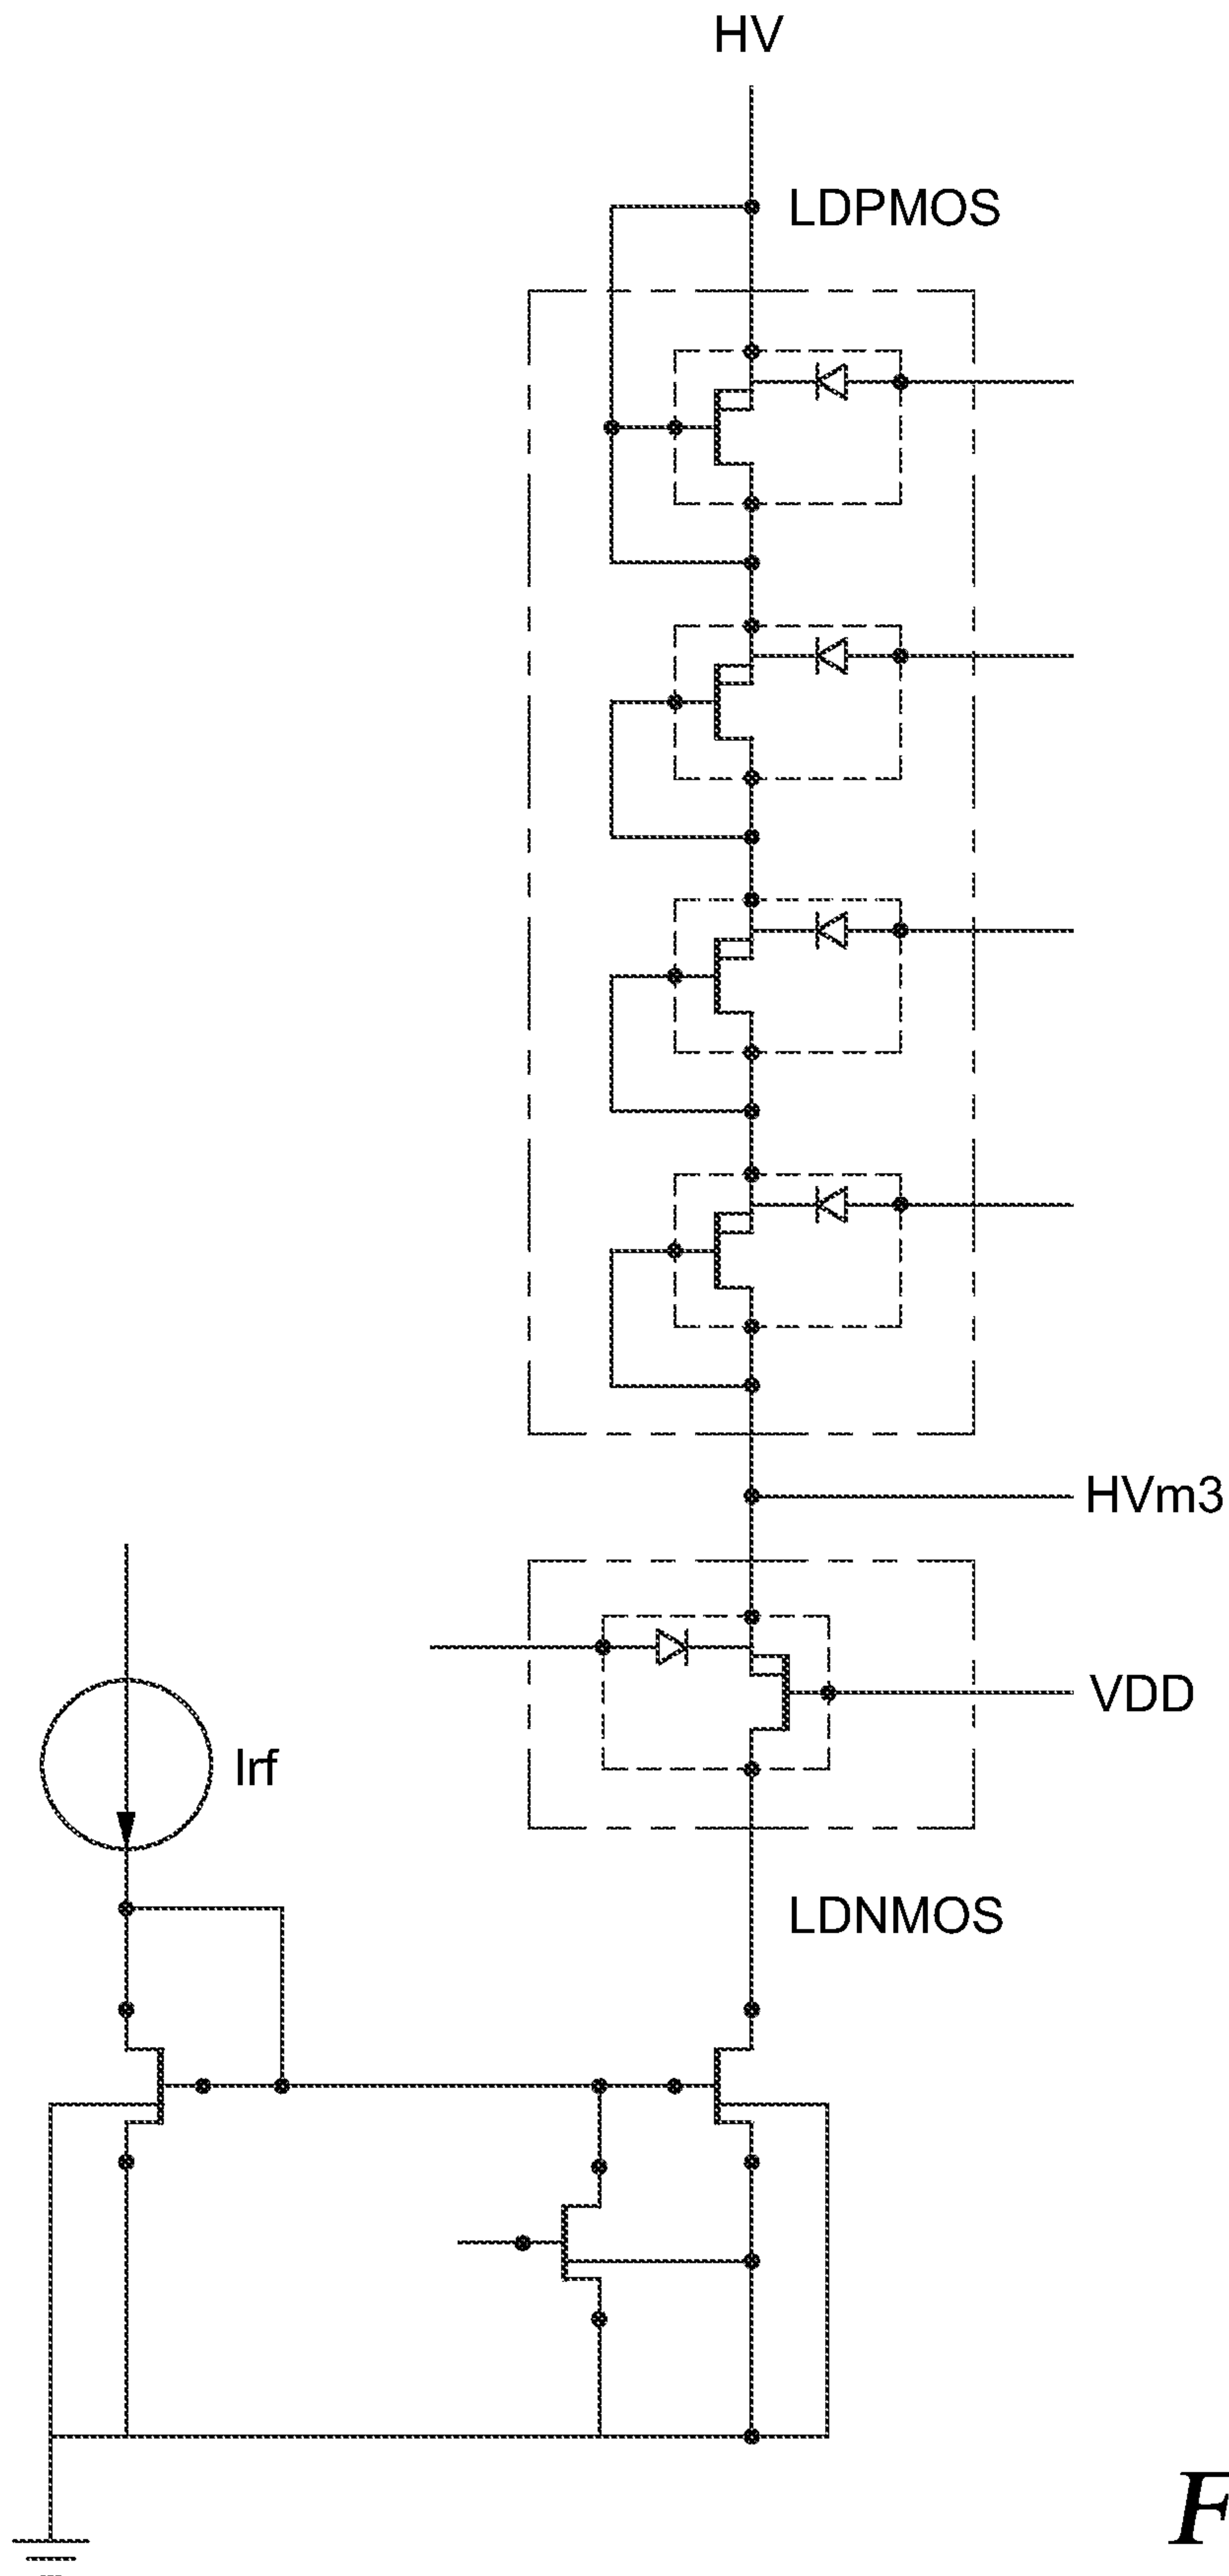 HV
LDPMOS
HVm3
VDD
Irf
LDNMOS
F